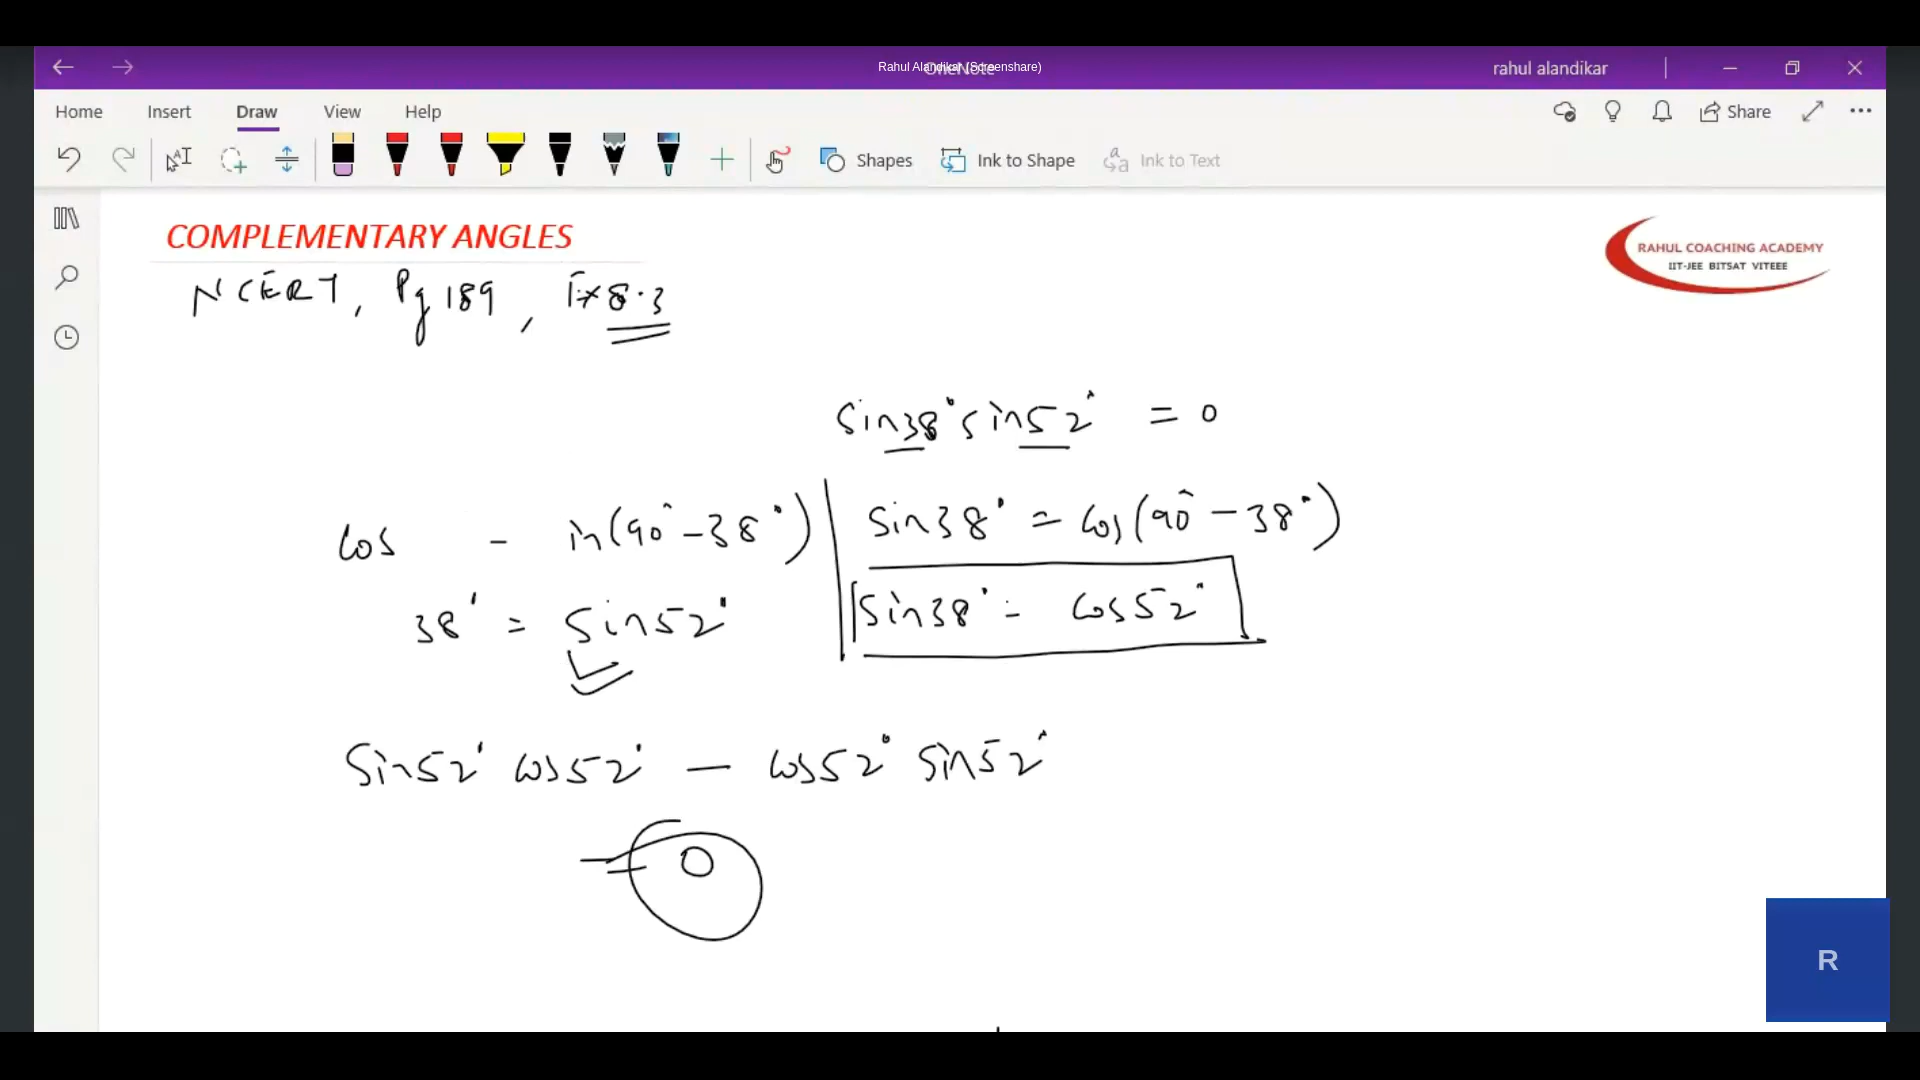 Rahul Alandikar (Screenshare)
OneNote
rahul alandikar
Home Insert Draw View Help
Share
Shapes Ink to Shape Ink to Text
COMPLEMENTARY ANGLES
RAHUL COACHING ACADEMY
IIT-JEE BITSAT VITEEE
NCERT, Pg 189, Ex 8.3
Sin38° sin52° = 0
Cos - in(90° - 38°)
Sin38° = Cos(90° - 38°)
38° = Sin52°
Sin38° = Cos52°
Sin52° Cos52° - Cos52° Sin52°
= 0
R